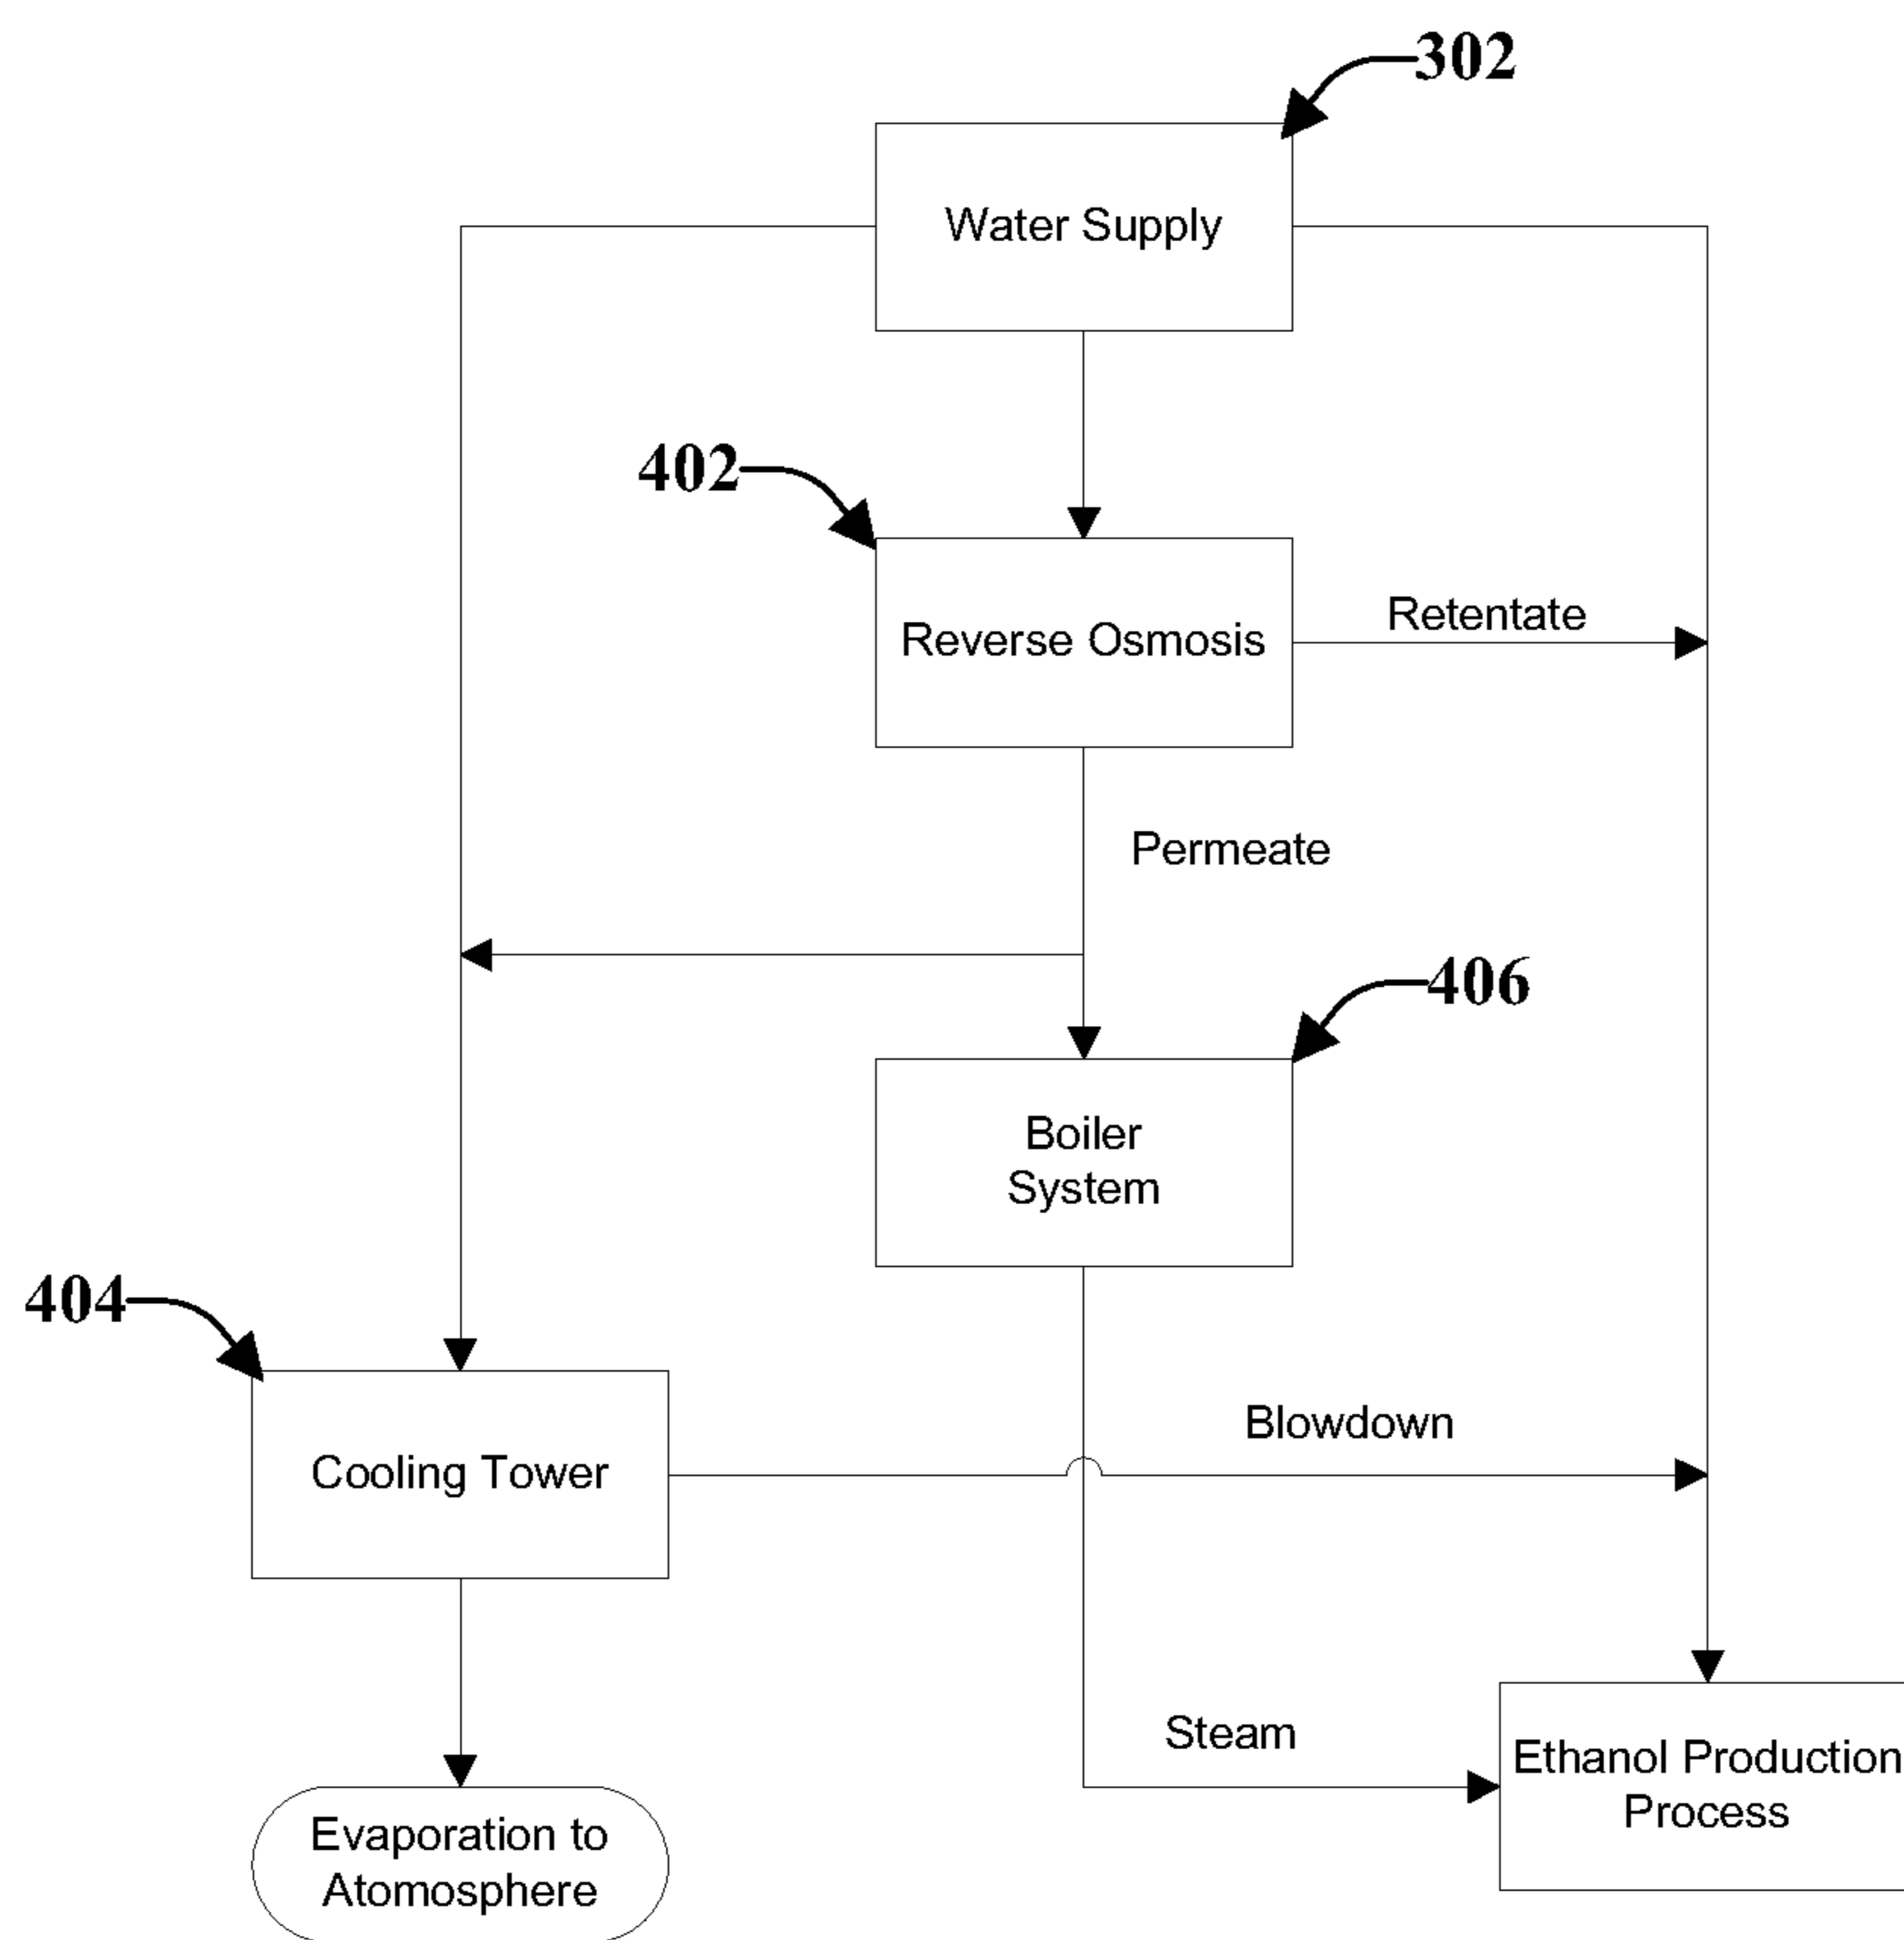 302
Water Supply
402
Reverse Osmosis
Retentate
Permeate
406
Boiler
System
404
Cooling Tower
Blowdown
Steam
Ethanol Production
Process
Evaporation to
Atomosphere